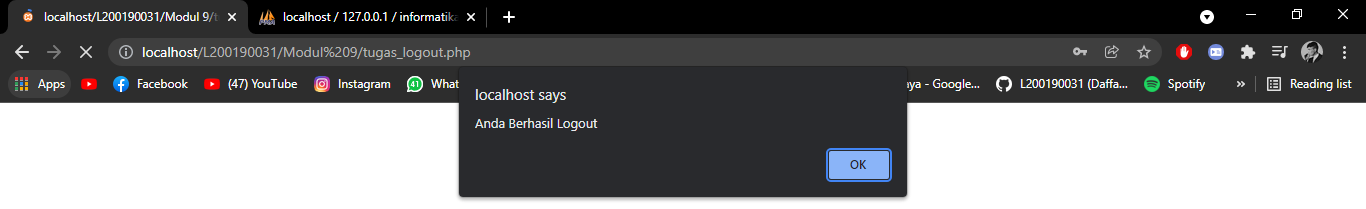 localhost/L200190031/Modul 9/t
localhost / 127.0.0.1 / informatika
localhost/L200190031/Modul%209/tugas_logout.php
Apps
Facebook
(47) YouTube
Instagram
41
What
aya - Google...
L200190031 (Daffa...
Spotify
»
Reading list
localhost says
Anda Berhasil Logout
OK